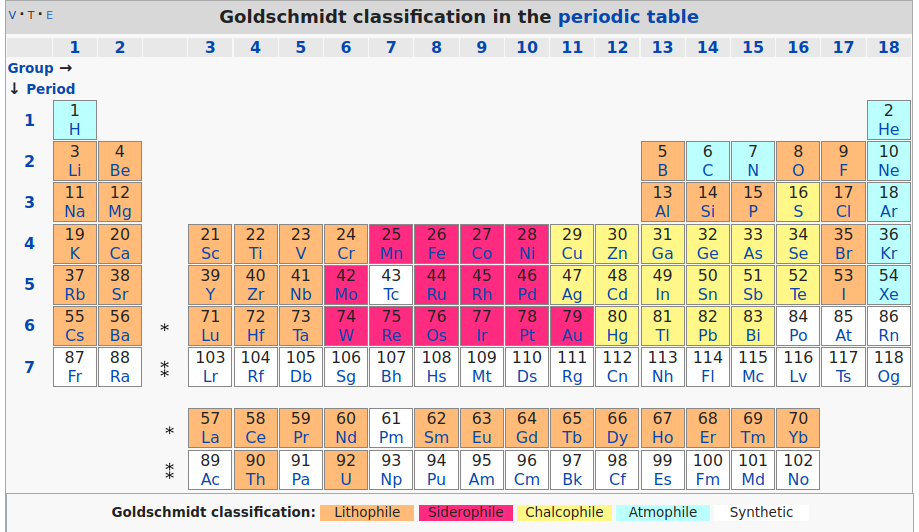 V · T · E
Goldschmidt classification in the periodic table
1 2 3 4 5 6 7 8 9 10 11 12 13 14 15 16 17 18
Group →
↓ Period
1 1 2
H He
2 3 4 5 6 7 8 9 10
Li Be B C N O F Ne
3 11 12 13 14 15 16 17 18
Na Mg Al Si P S Cl Ar
4 19 20 21 22 23 24 25 26 27 28 29 30 31 32 33 34 35 36
K Ca Sc Ti V Cr Mn Fe Co Ni Cu Zn Ga Ge As Se Br Kr
5 37 38 39 40 41 42 43 44 45 46 47 48 49 50 51 52 53 54
Rb Sr Y Zr Nb Mo Tc Ru Rh Pd Ag Cd In Sn Sb Te I Xe
6 55 56 * 71 72 73 74 75 76 77 78 79 80 81 82 83 84 85 86
Cs Ba Lu Hf Ta W Re Os Ir Pt Au Hg Tl Pb Bi Po At Rn
7 87 88 ** 103 104 105 106 107 108 109 110 111 112 113 114 115 116 117 118
Fr Ra Lr Rf Db Sg Bh Hs Mt Ds Rg Cn Nh Fl Mc Lv Ts Og
* 57 58 59 60 61 62 63 64 65 66 67 68 69 70
La Ce Pr Nd Pm Sm Eu Gd Tb Dy Ho Er Tm Yb
** 89 90 91 92 93 94 95 96 97 98 99 100 101 102
Ac Th Pa U Np Pu Am Cm Bk Cf Es Fm Md No
Goldschmidt classification: Lithophile Siderophile Chalcophile Atmophile Synthetic